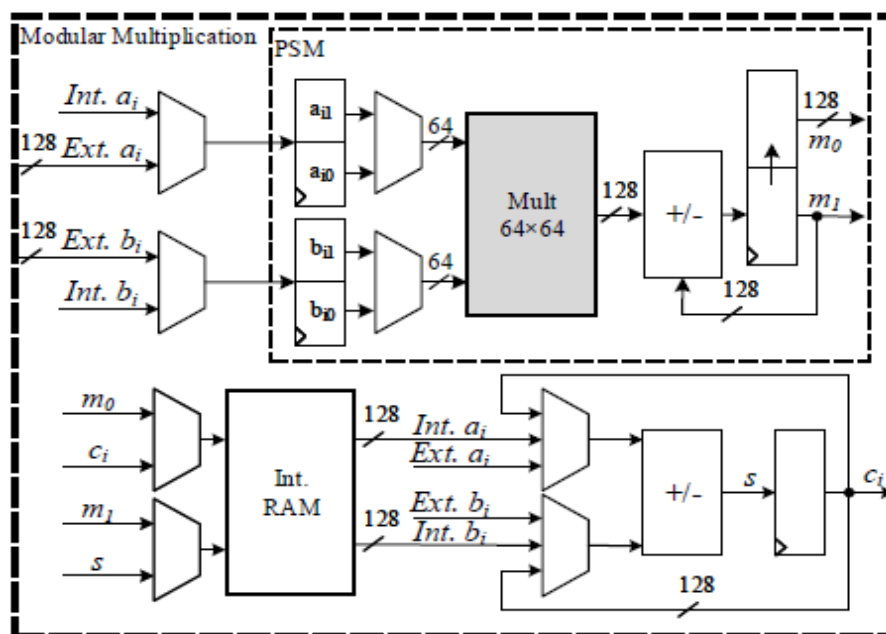 Modular Multiplication
PSM
Int. aᵢ
128 Ext. aᵢ
128 Ext. bᵢ
Int. bᵢ
aᵢ₁
aᵢ₀
64
bᵢ₁
bᵢ₀
64
Mult
64×64
128
+/-
128
m₀
m₁
128
m₀
cᵢ
m₁
s
Int.
RAM
128 Int. aᵢ
Ext. aᵢ
Ext. bᵢ
128 Int. bᵢ
+/-
s
cᵢ
128